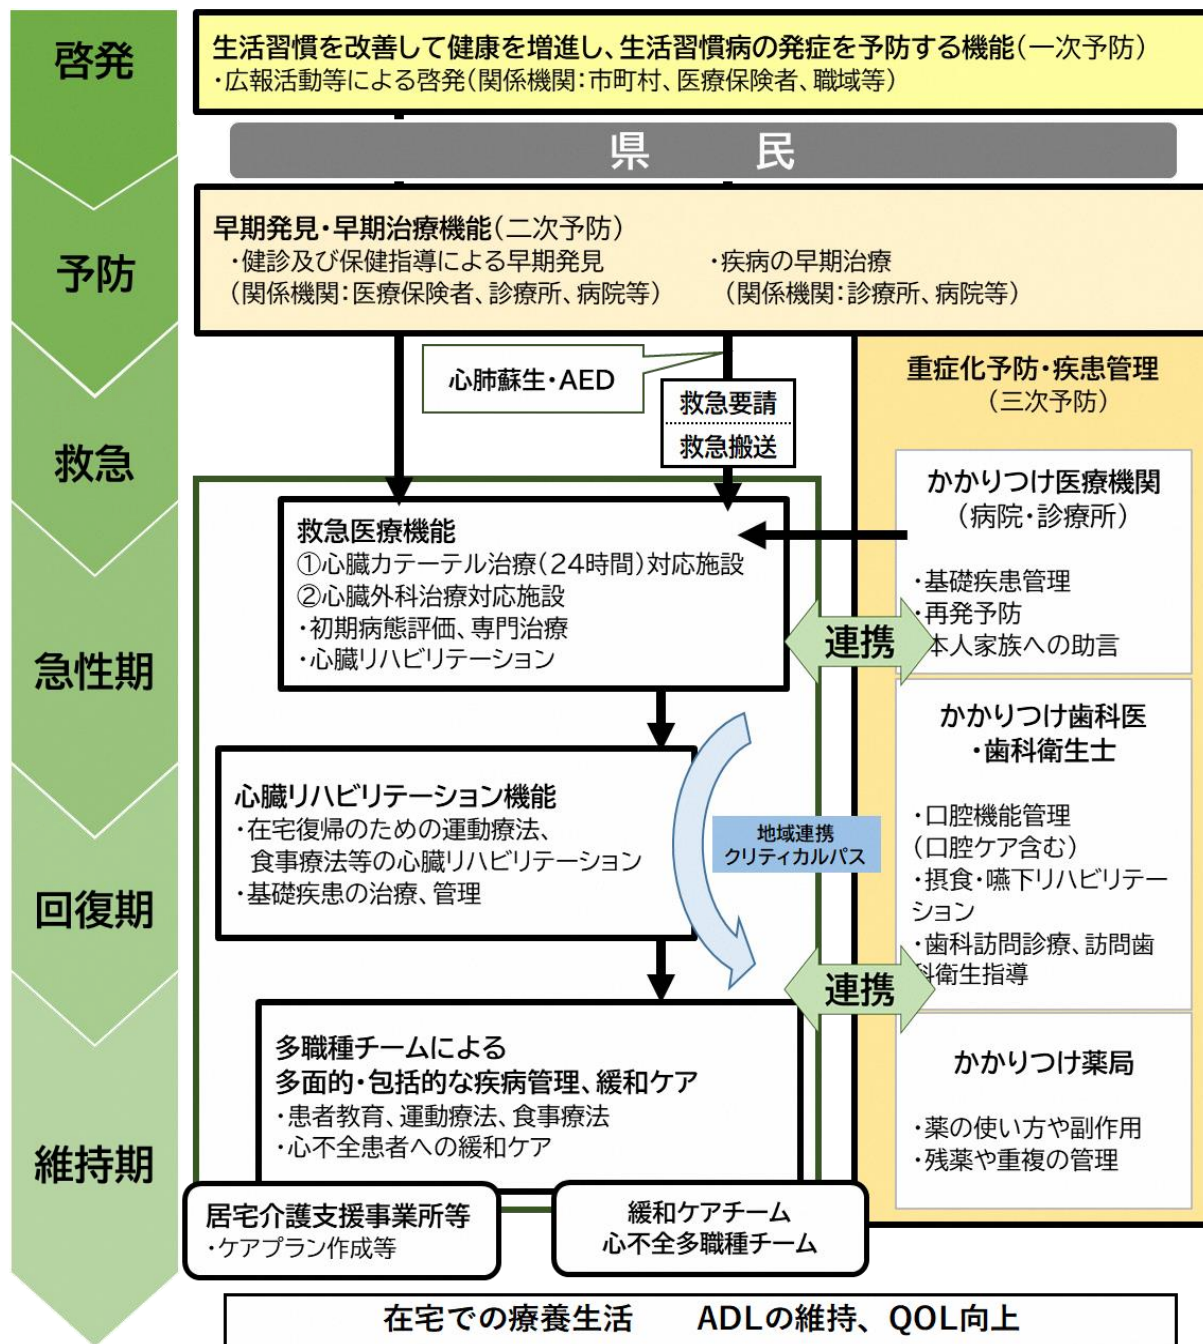 啓発
生活習慣を改善して健康を増進し、生活習慣病の発症を予防する機能(一次予防)
・広報活動等による啓発(関係機関:市町村、医療保険者、職域等)
県 民
予防
早期発見・早期治療機能(二次予防)
・健診及び保健指導による早期発見
(関係機関:医療保険者、診療所、病院等)
・疾病の早期治療
(関係機関:診療所、病院等)
救急
心肺蘇生・AED
救急要請
救急搬送
急性期
救急医療機能
①心臓カテーテル治療(24時間)対応施設
②心臓外科治療対応施設
・初期病態評価、専門治療
・心臓リハビリテーション
連携
回復期
心臓リハビリテーション機能
・在宅復帰のための運動療法、
食事療法等の心臓リハビリテーション
・基礎疾患の治療、管理
地域連携
クリティカルパス
連携
維持期
多職種チームによる
多面的・包括的な疾病管理、緩和ケア
・患者教育、運動療法、食事療法
・心不全患者への緩和ケア
居宅介護支援事業所等
・ケアプラン作成等
緩和ケアチーム
心不全多職種チーム
重症化予防・疾患管理
(三次予防)
かかりつけ医療機関
(病院・診療所)
・基礎疾患管理
・再発予防
本人家族への助言
かかりつけ歯科医
・歯科衛生士
・口腔機能管理
(口腔ケア含む)
・摂食・嚥下リハビリテー
ション
・歯科訪問診療、訪問歯
科衛生指導
かかりつけ薬局
・薬の使い方や副作用
・残薬や重複の管理
在宅での療養生活 ADLの維持、QOL向上